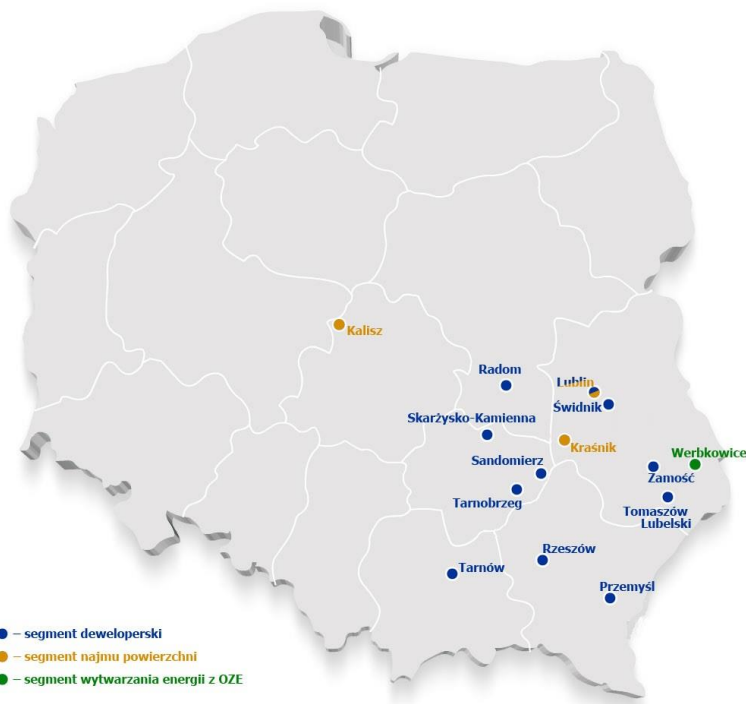 Kalisz
Radom
Lublin
Świdnik
Skarżysko-Kamienna
Kraśnik
Werbkowice
Sandomierz
Zamość
Tarnobrzeg
Tomaszów
Lubelski
Rzeszów
Tarnów
Przemyśl
– segment deweloperski
– segment najmu powierzchni
– segment wytwarzania energii z OZE